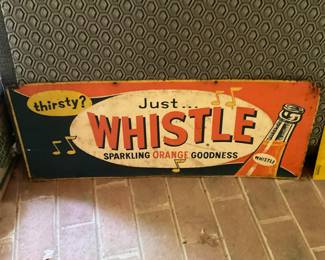 thirsty?
Just...
WHISTLE
SPARKLING ORANGE GOODNESS
WHISTLE